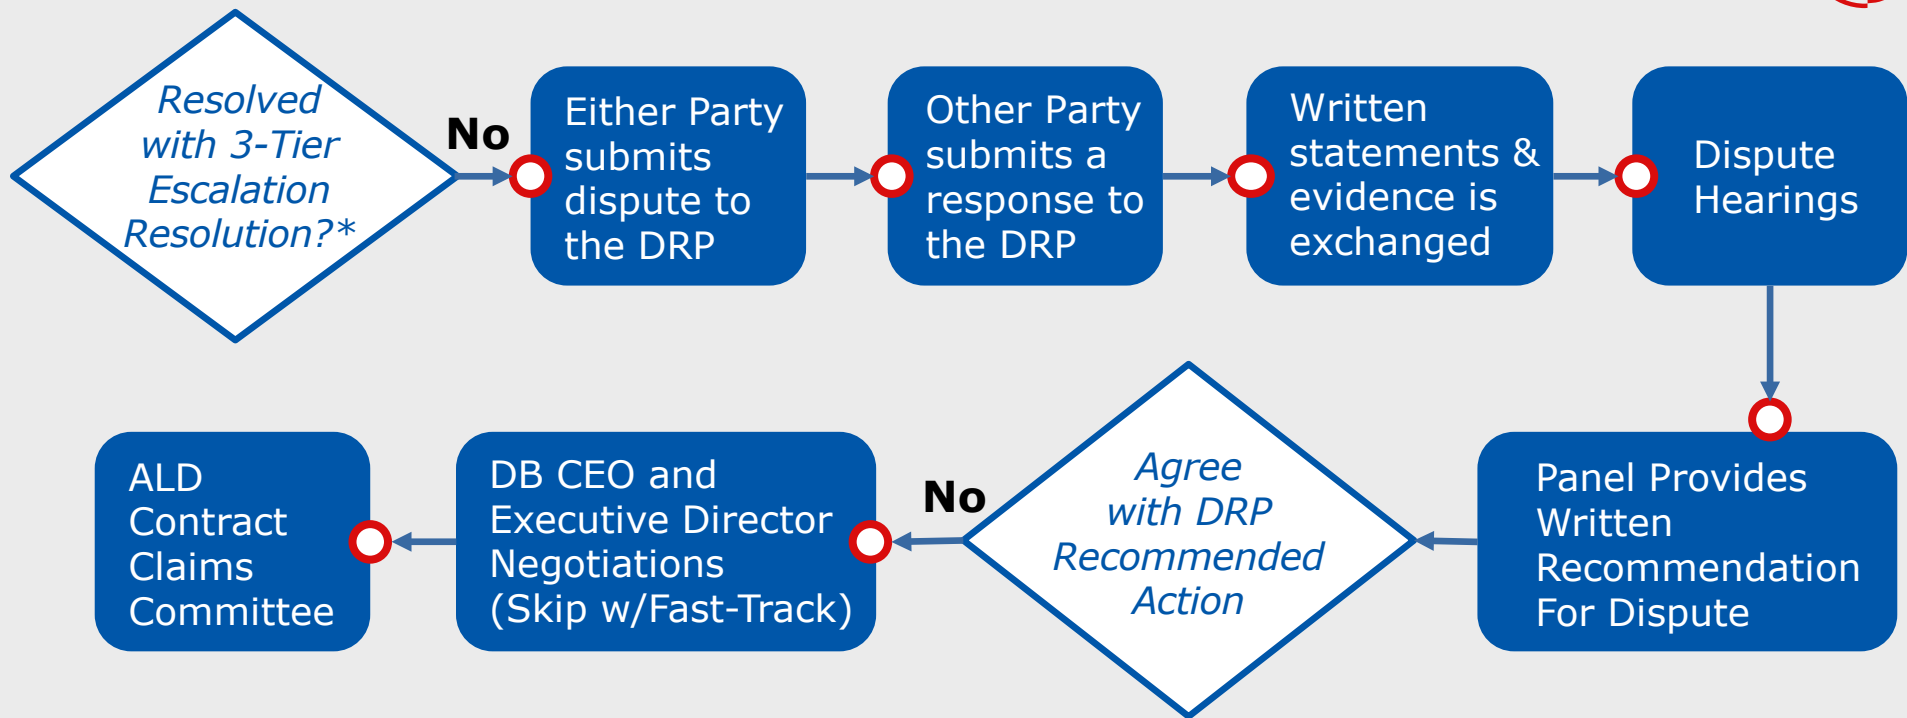 Resolved
with 3-Tier
Escalation
Resolution?*
No
Either Party
submits
dispute to
the DRP
Other Party
submits a
response to
the DRP
Written
statements &
evidence is
exchanged
Dispute
Hearings
Panel Provides
Written
Recommendation
For Dispute
Agree
with DRP
Recommended
Action
No
DB CEO and
Executive Director
Negotiations
(Skip w/Fast-Track)
ALD
Contract
Claims
Committee